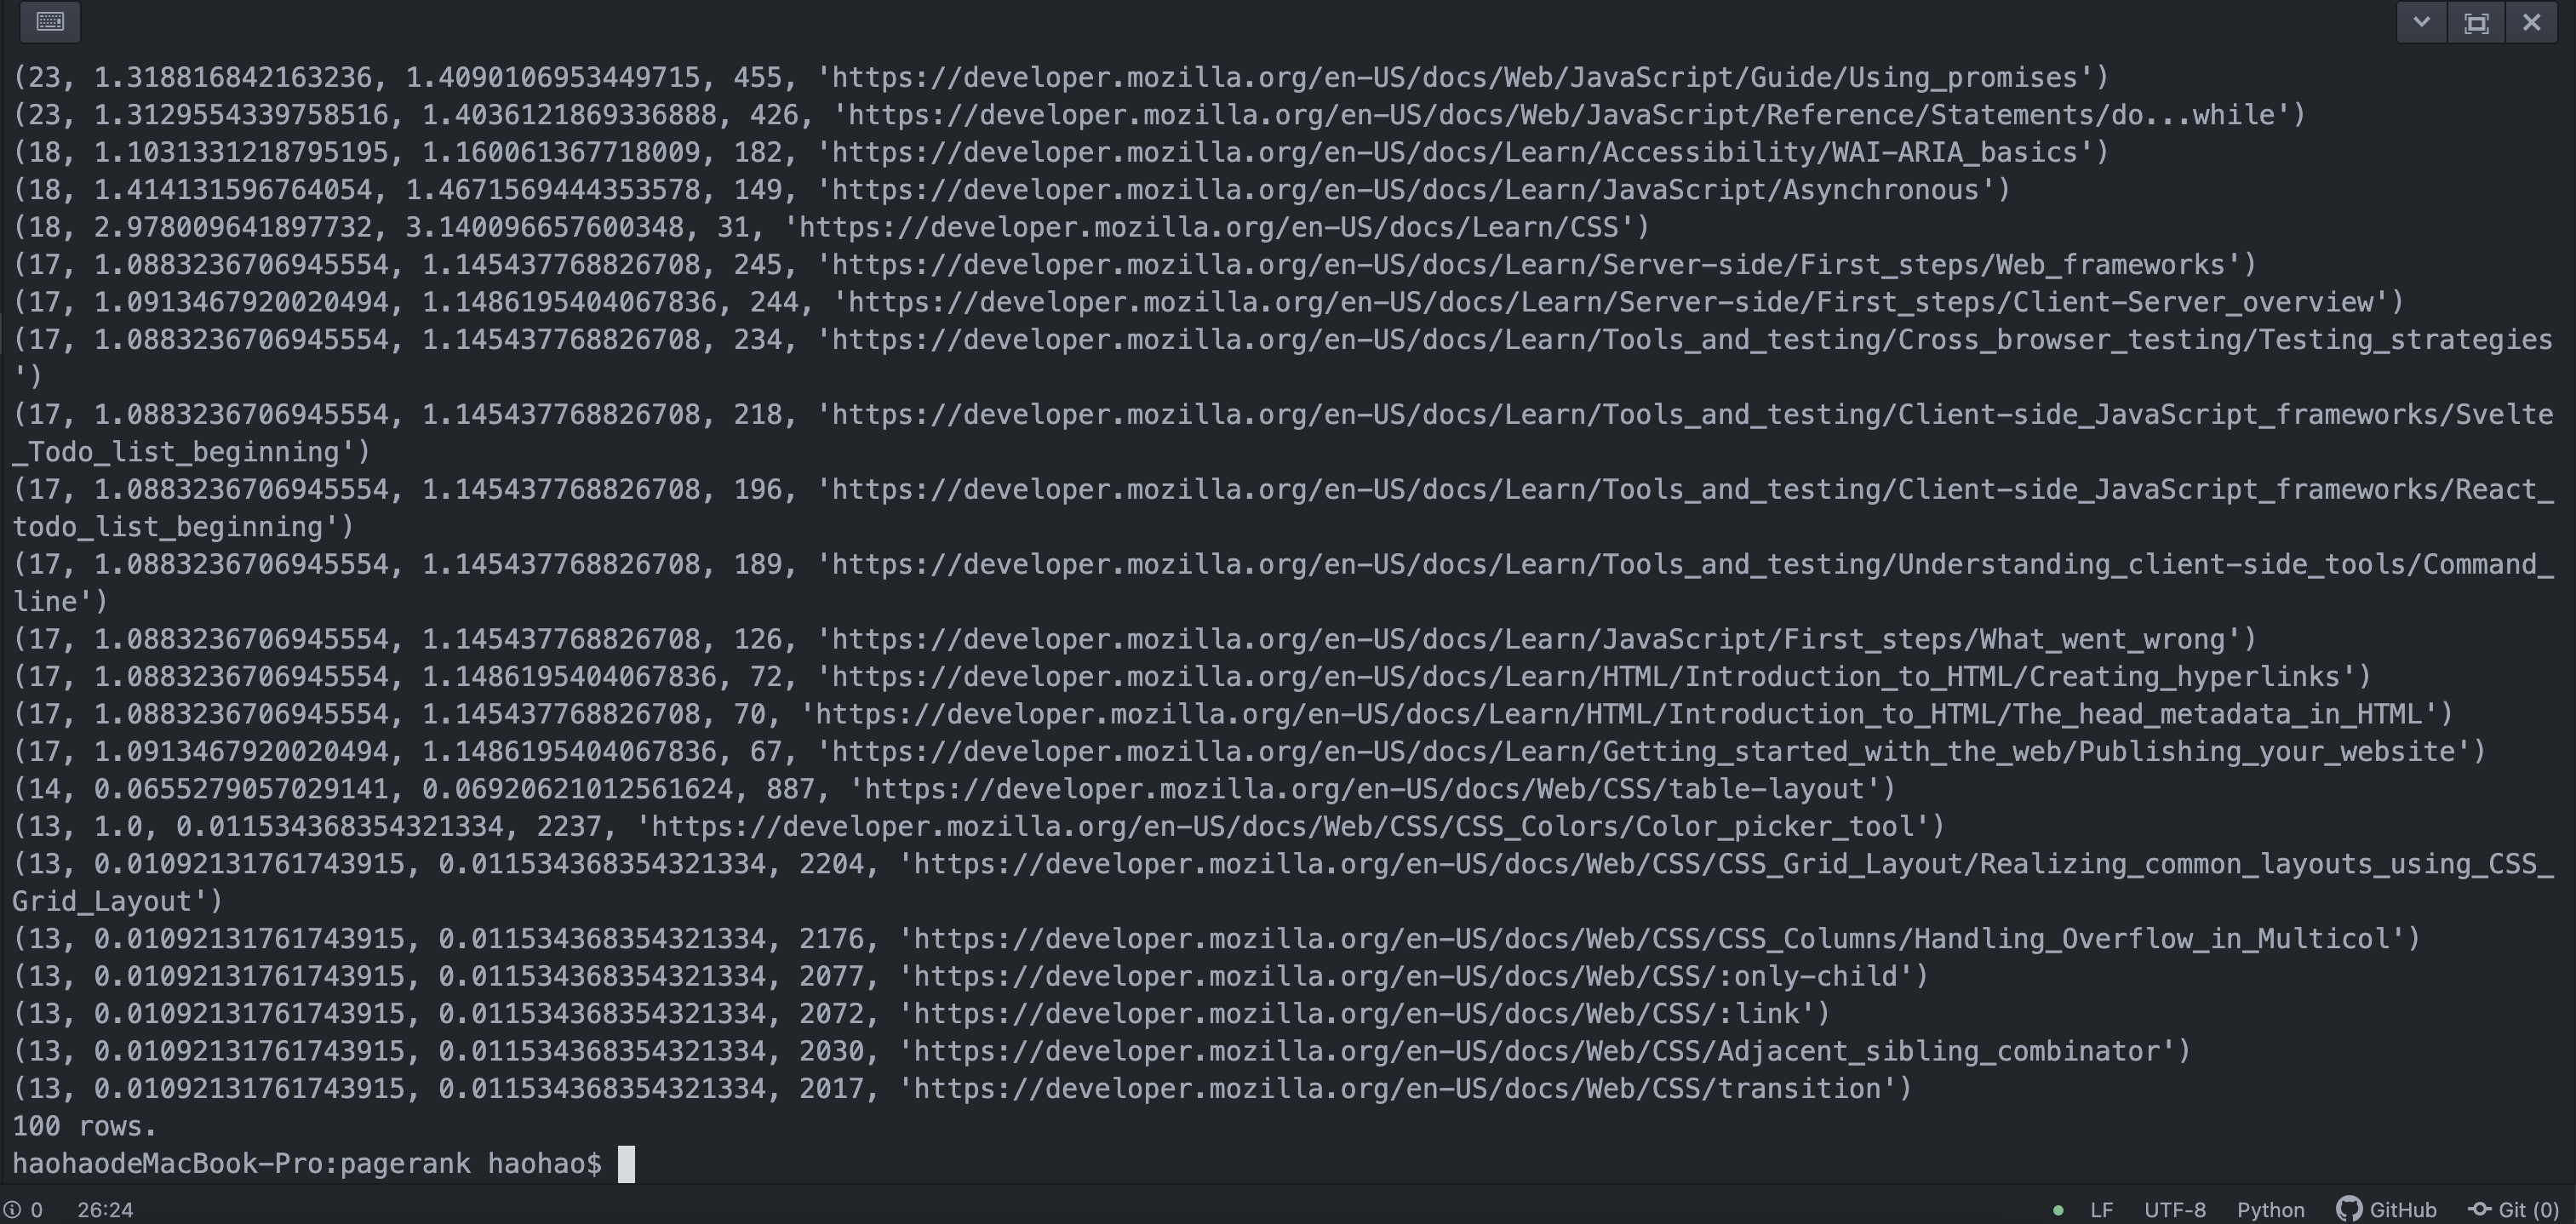 (23, 1.318816842163236, 1.4090106953449715, 455, 'https://developer.mozilla.org/en-US/docs/Web/JavaScript/Guide/Using_promises')
(23, 1.3129554339758516, 1.4036121869336888, 426, 'https://developer.mozilla.org/en-US/docs/Web/JavaScript/Reference/Statements/do...while')
(18, 1.1031331218795195, 1.160061367718009, 182, 'https://developer.mozilla.org/en-US/docs/Learn/Accessibility/WAI-ARIA_basics')
(18, 1.414131596764054, 1.4671569444353578, 149, 'https://developer.mozilla.org/en-US/docs/Learn/JavaScript/Asynchronous')
(18, 2.978009641897732, 3.140096657600348, 31, 'https://developer.mozilla.org/en-US/docs/Learn/CSS')
(17, 1.0883236706945554, 1.145437768826708, 245, 'https://developer.mozilla.org/en-US/docs/Learn/Server-side/First_steps/Web_frameworks')
(17, 1.0913467920020494, 1.1486195404067836, 244, 'https://developer.mozilla.org/en-US/docs/Learn/Server-side/First_steps/Client-Server_overview')
(17, 1.0883236706945554, 1.145437768826708, 234, 'https://developer.mozilla.org/en-US/docs/Learn/Tools_and_testing/Cross_browser_testing/Testing_strategies
')
(17, 1.0883236706945554, 1.145437768826708, 218, 'https://developer.mozilla.org/en-US/docs/Learn/Tools_and_testing/Client-side_JavaScript_frameworks/Svelte
_Todo_list_beginning')
(17, 1.0883236706945554, 1.145437768826708, 196, 'https://developer.mozilla.org/en-US/docs/Learn/Tools_and_testing/Client-side_JavaScript_frameworks/React_
todo_list_beginning')
(17, 1.0883236706945554, 1.145437768826708, 189, 'https://developer.mozilla.org/en-US/docs/Learn/Tools_and_testing/Understanding_client-side_tools/Command_
line')
(17, 1.0883236706945554, 1.145437768826708, 126, 'https://developer.mozilla.org/en-US/docs/Learn/JavaScript/First_steps/What_went_wrong')
(17, 1.0883236706945554, 1.1486195404067836, 72, 'https://developer.mozilla.org/en-US/docs/Learn/HTML/Introduction_to_HTML/Creating_hyperlinks')
(17, 1.0883236706945554, 1.145437768826708, 70, 'https://developer.mozilla.org/en-US/docs/Learn/HTML/Introduction_to_HTML/The_head_metadata_in_HTML')
(17, 1.0913467920020494, 1.1486195404067836, 67, 'https://developer.mozilla.org/en-US/docs/Learn/Getting_started_with_the_web/Publishing_your_website')
(14, 0.0655279057029141, 0.06920621012561624, 887, 'https://developer.mozilla.org/en-US/docs/Web/CSS/table-layout')
(13, 1.0, 0.011534368354321334, 2237, 'https://developer.mozilla.org/en-US/docs/Web/CSS/CSS_Colors/Color_picker_tool')
(13, 0.01092131761743915, 0.011534368354321334, 2204, 'https://developer.mozilla.org/en-US/docs/Web/CSS/CSS_Grid_Layout/Realizing_common_layouts_using_CSS_
Grid_Layout')
(13, 0.01092131761743915, 0.011534368354321334, 2176, 'https://developer.mozilla.org/en-US/docs/Web/CSS/CSS_Columns/Handling_Overflow_in_Multicol')
(13, 0.01092131761743915, 0.011534368354321334, 2077, 'https://developer.mozilla.org/en-US/docs/Web/CSS/:only-child')
(13, 0.01092131761743915, 0.011534368354321334, 2072, 'https://developer.mozilla.org/en-US/docs/Web/CSS/:link')
(13, 0.01092131761743915, 0.011534368354321334, 2030, 'https://developer.mozilla.org/en-US/docs/Web/CSS/Adjacent_sibling_combinator')
(13, 0.01092131761743915, 0.011534368354321334, 2017, 'https://developer.mozilla.org/en-US/docs/Web/CSS/transition')
100 rows.
haohaodeMacBook-Pro:pagerank haohao$
0 26:24 LF UTF-8 Python GitHub Git (0)